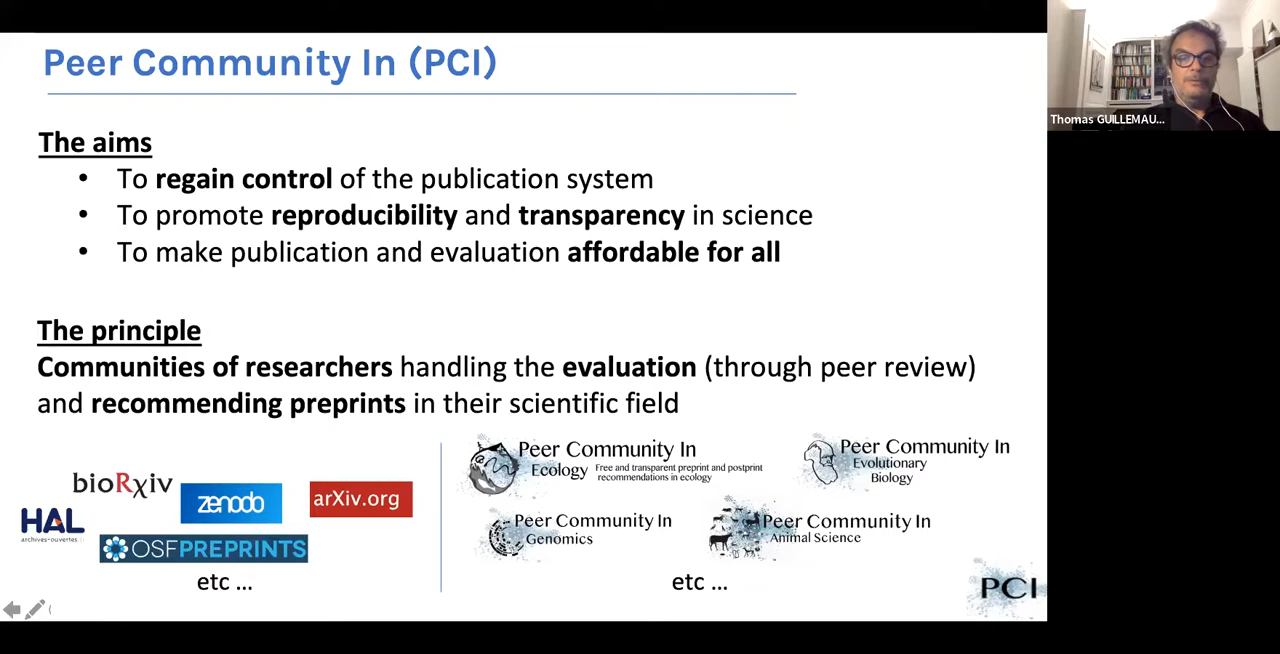 Peer Community In (PCI)
Thomas GUILLEMAU...
The aims
• To regain control of the publication system
• To promote reproducibility and transparency in science
• To make publication and evaluation affordable for all
The principle
Communities of researchers handling the evaluation (through peer review)
and recommending preprints in their scientific field
bioRxiv
zenodo
arXiv.org
HAL
archives-ouvertes
OSFPREPRINTS
etc ...
Peer Community In
Ecology Free and transparent preprint and postprint
recommendations in ecology
Peer Community In
Evolutionary
Biology
Peer Community In
Genomics
Peer Community In
Animal Science
etc ...
PCI